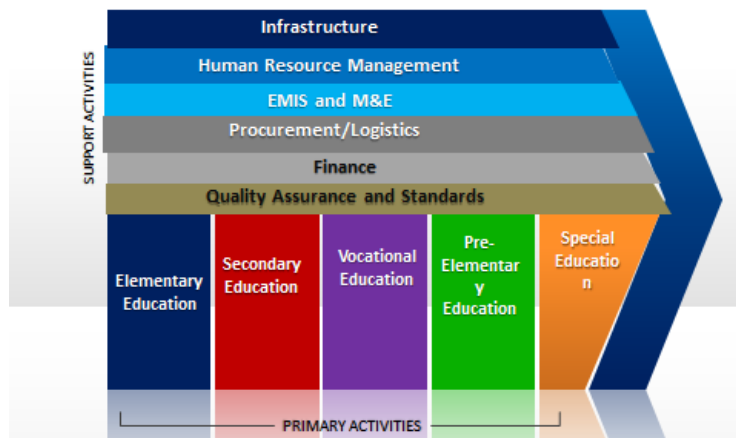 SUPPORT ACTIVITIES
Infrastructure
Human Resource Management
EMIS and M&E
Procurement/Logistics
Finance
Quality Assurance and Standards
Elementary
Education
Secondary
Education
Vocational
Education
Pre-
Elementar
y
Education
Special
Educatio
n
PRIMARY ACTIVITIES